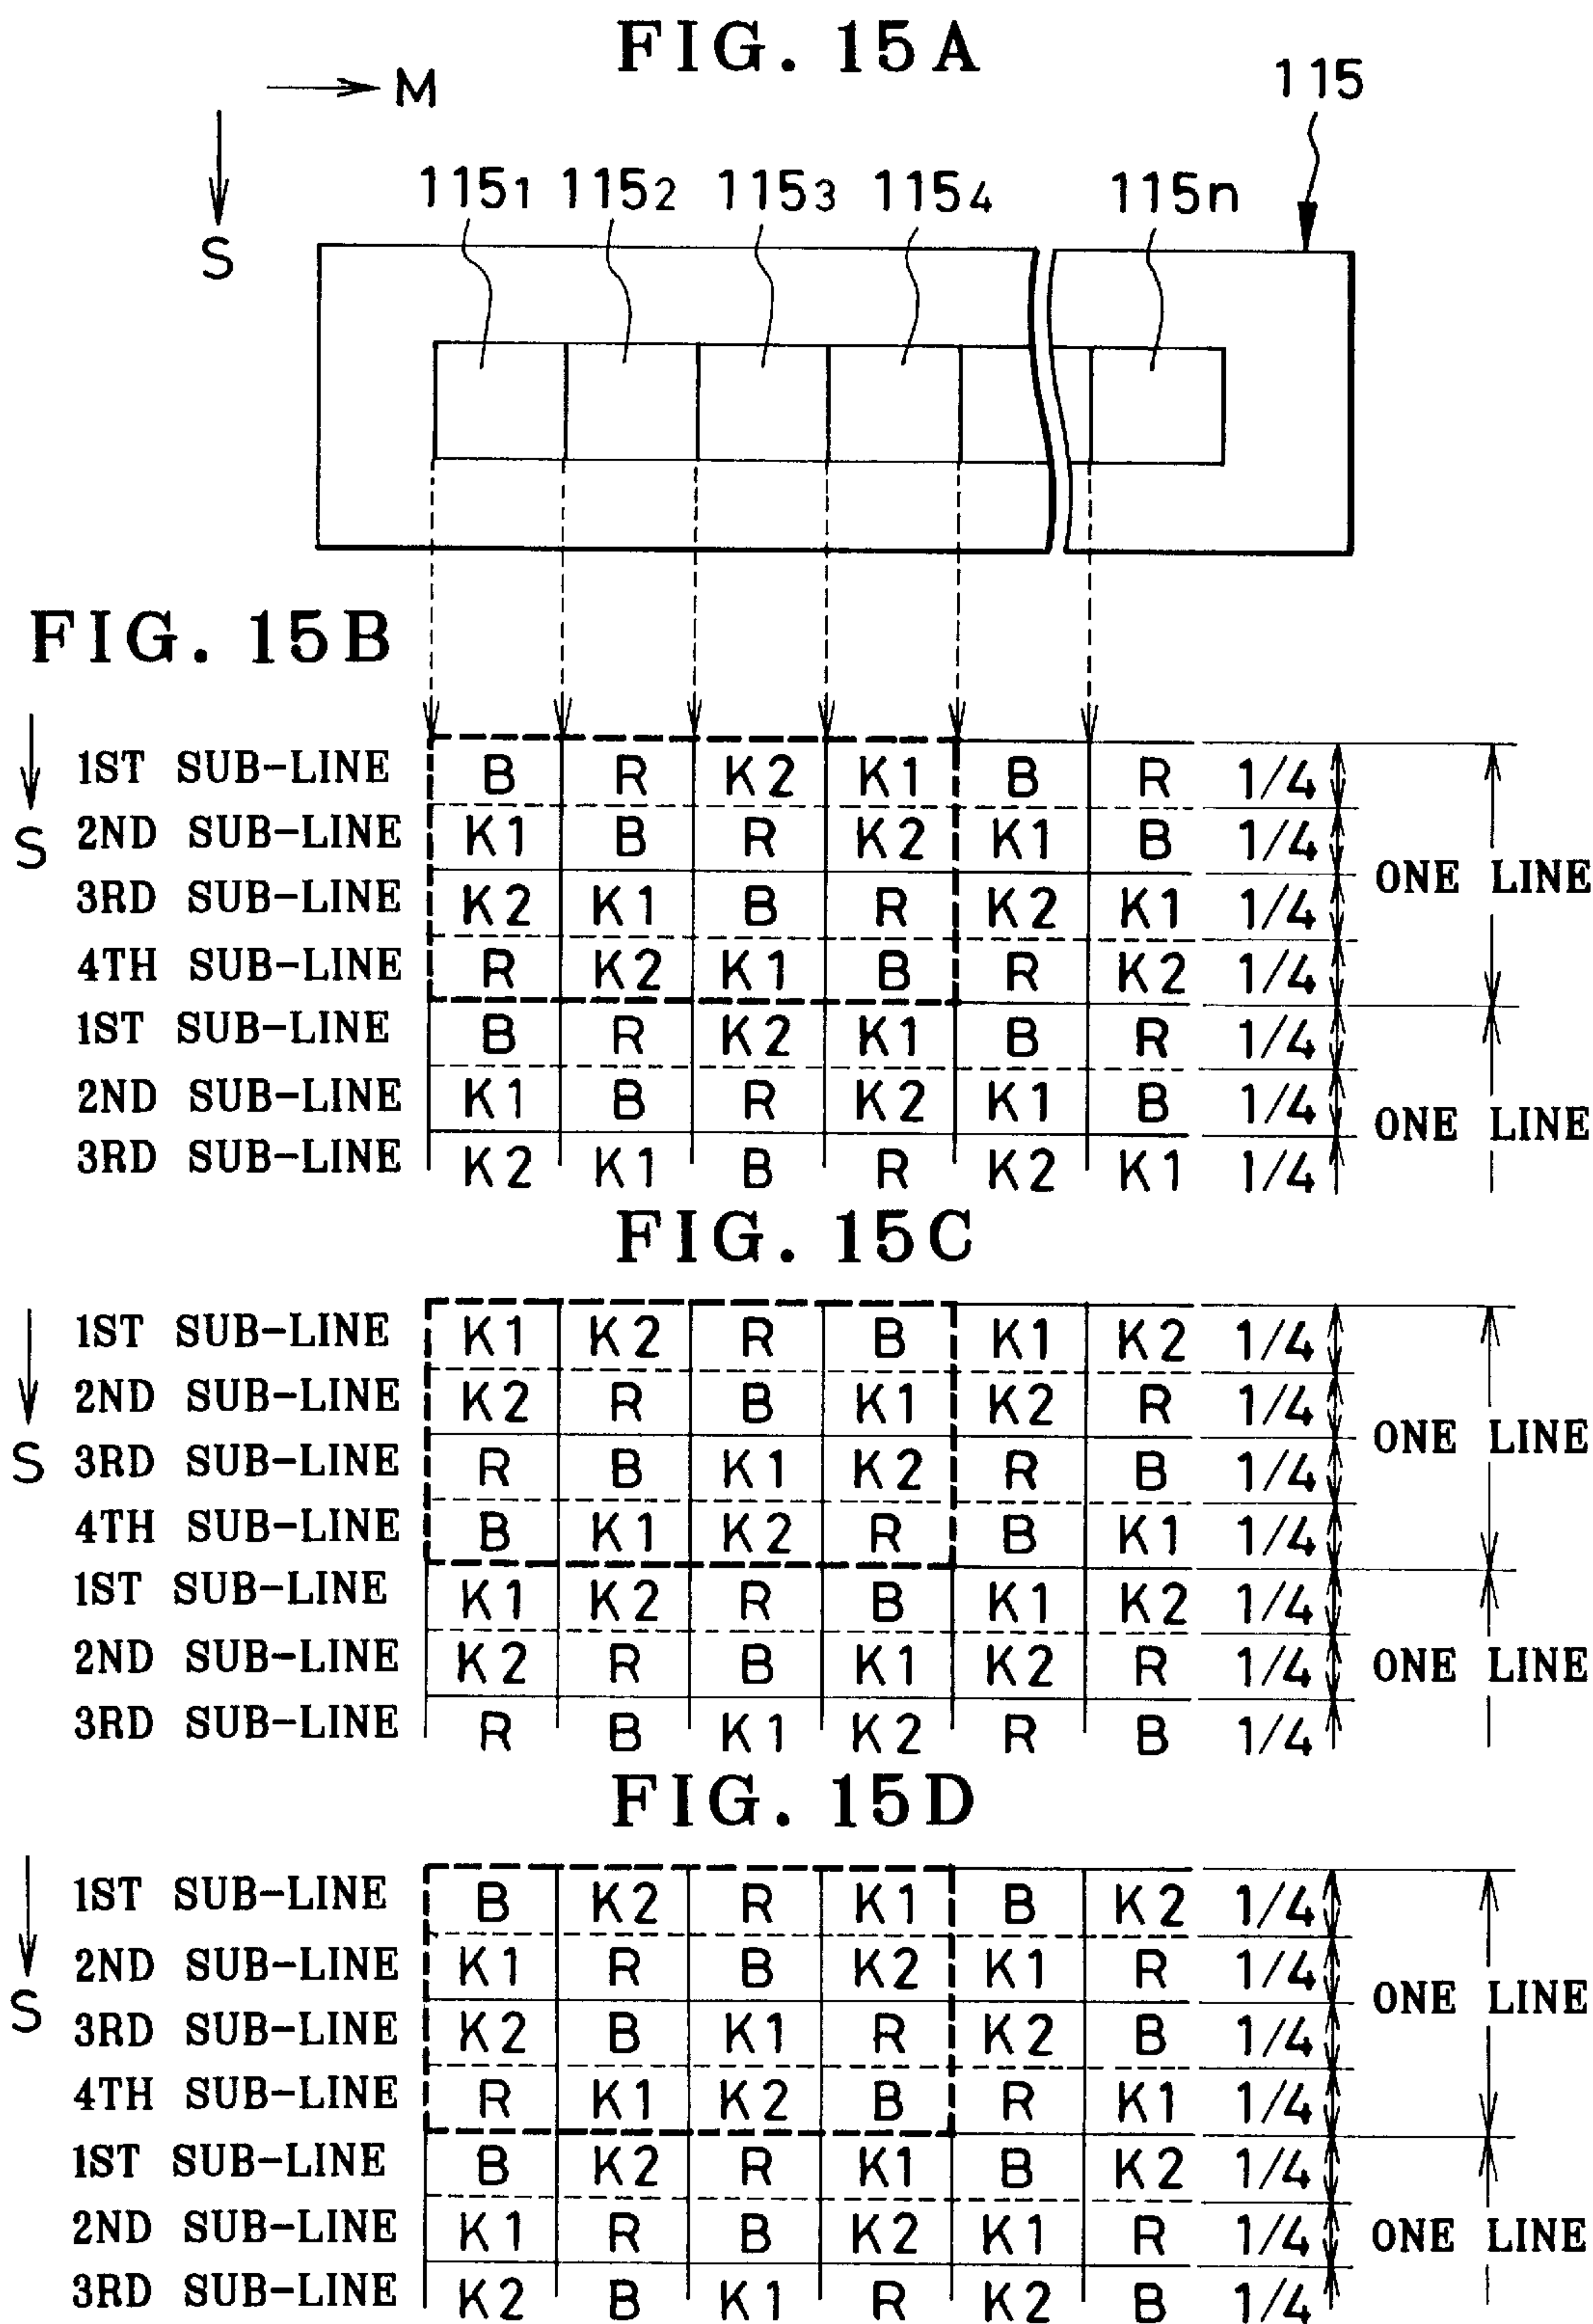 FIG. 15A
M
115
S
115₁ 115₂ 115₃ 115₄ 115n
FIG. 15B
S
1ST SUB-LINE B R K2 K1 B R 1/4
2ND SUB-LINE K1 B R K2 K1 B 1/4
ONE LINE
3RD SUB-LINE K2 K1 B R K2 K1 1/4
4TH SUB-LINE R K2 K1 B R K2 1/4
1ST SUB-LINE B R K2 K1 B R 1/4
2ND SUB-LINE K1 B R K2 K1 B 1/4
ONE LINE
3RD SUB-LINE K2 K1 B R K2 K1 1/4
FIG. 15C
S
1ST SUB-LINE K1 K2 R B K1 K2 1/4
2ND SUB-LINE K2 R B K1 K2 R 1/4
ONE LINE
3RD SUB-LINE R B K1 K2 R B 1/4
4TH SUB-LINE B K1 K2 R B K1 1/4
1ST SUB-LINE K1 K2 R B K1 K2 1/4
2ND SUB-LINE K2 R B K1 K2 R 1/4 ONE LINE
3RD SUB-LINE R B K1 K2 R B 1/4
FIG. 15D
S
1ST SUB-LINE B K2 R K1 B K2 1/4
2ND SUB-LINE K1 R B K2 K1 R 1/4
ONE LINE
3RD SUB-LINE K2 B K1 R K2 B 1/4
4TH SUB-LINE R K1 K2 B R K1 1/4
1ST SUB-LINE B K2 R K1 B K2 1/4
2ND SUB-LINE K1 R B K2 K1 R 1/4 ONE LINE
3RD SUB-LINE K2 B K1 R K2 B 1/4